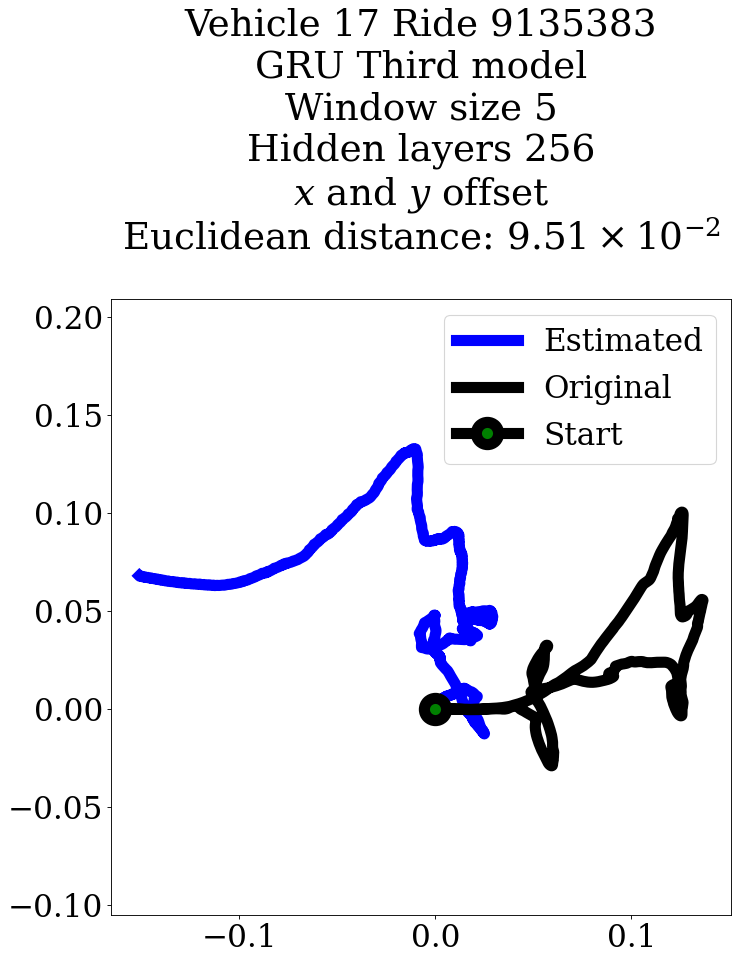 Vehicle 17 Ride 9135383
GRU Third model
Window size 5
Hidden layers 256
x and y offset
Euclidean distance: 9.51 × 10⁻²
Estimated
Original
Start
0.20
0.15
0.10
0.05
0.00
−0.05
−0.10
−0.1 0.0 0.1